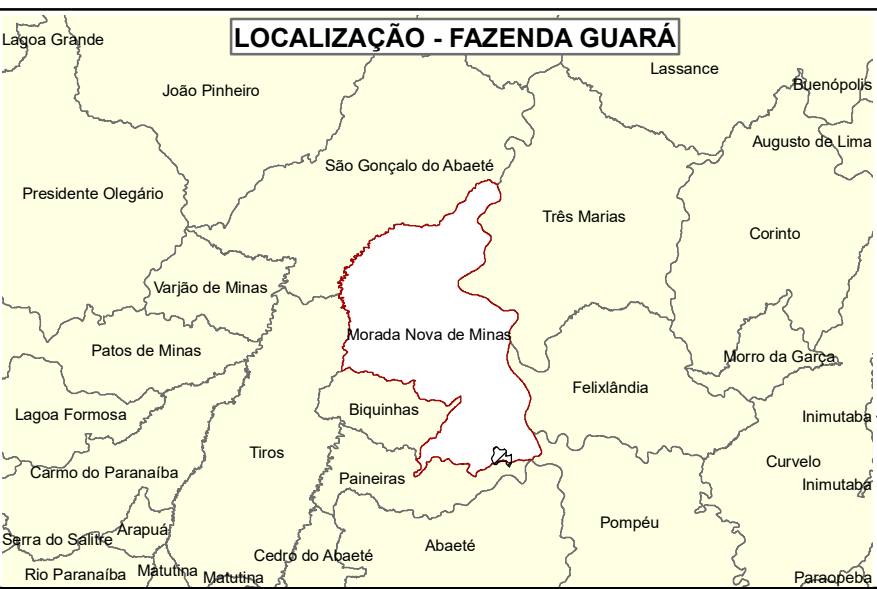 LOCALIZAÇÃO - FAZENDA GUARÁ
Lagoa Grande
Lassance
João Pinheiro
Buenópolis
Augusto de Lima
São Gonçalo do Abaeté
Presidente Olegário
Três Marias
Corinto
Varjão de Minas
Morada Nova de Minas
Patos de Minas
Morro da Garça
Felixlândia
Biquinhas
Lagoa Formosa
Inimutaba
Tiros
Curvelo
Carmo do Paranaíba
Paineiras
Inimutaba
Pompéu
Arapuá
Serra do Salitre
Abaeté
Cedro do Abaeté
Rio Paranaíba
Matutina
Matutina
Paraopeba